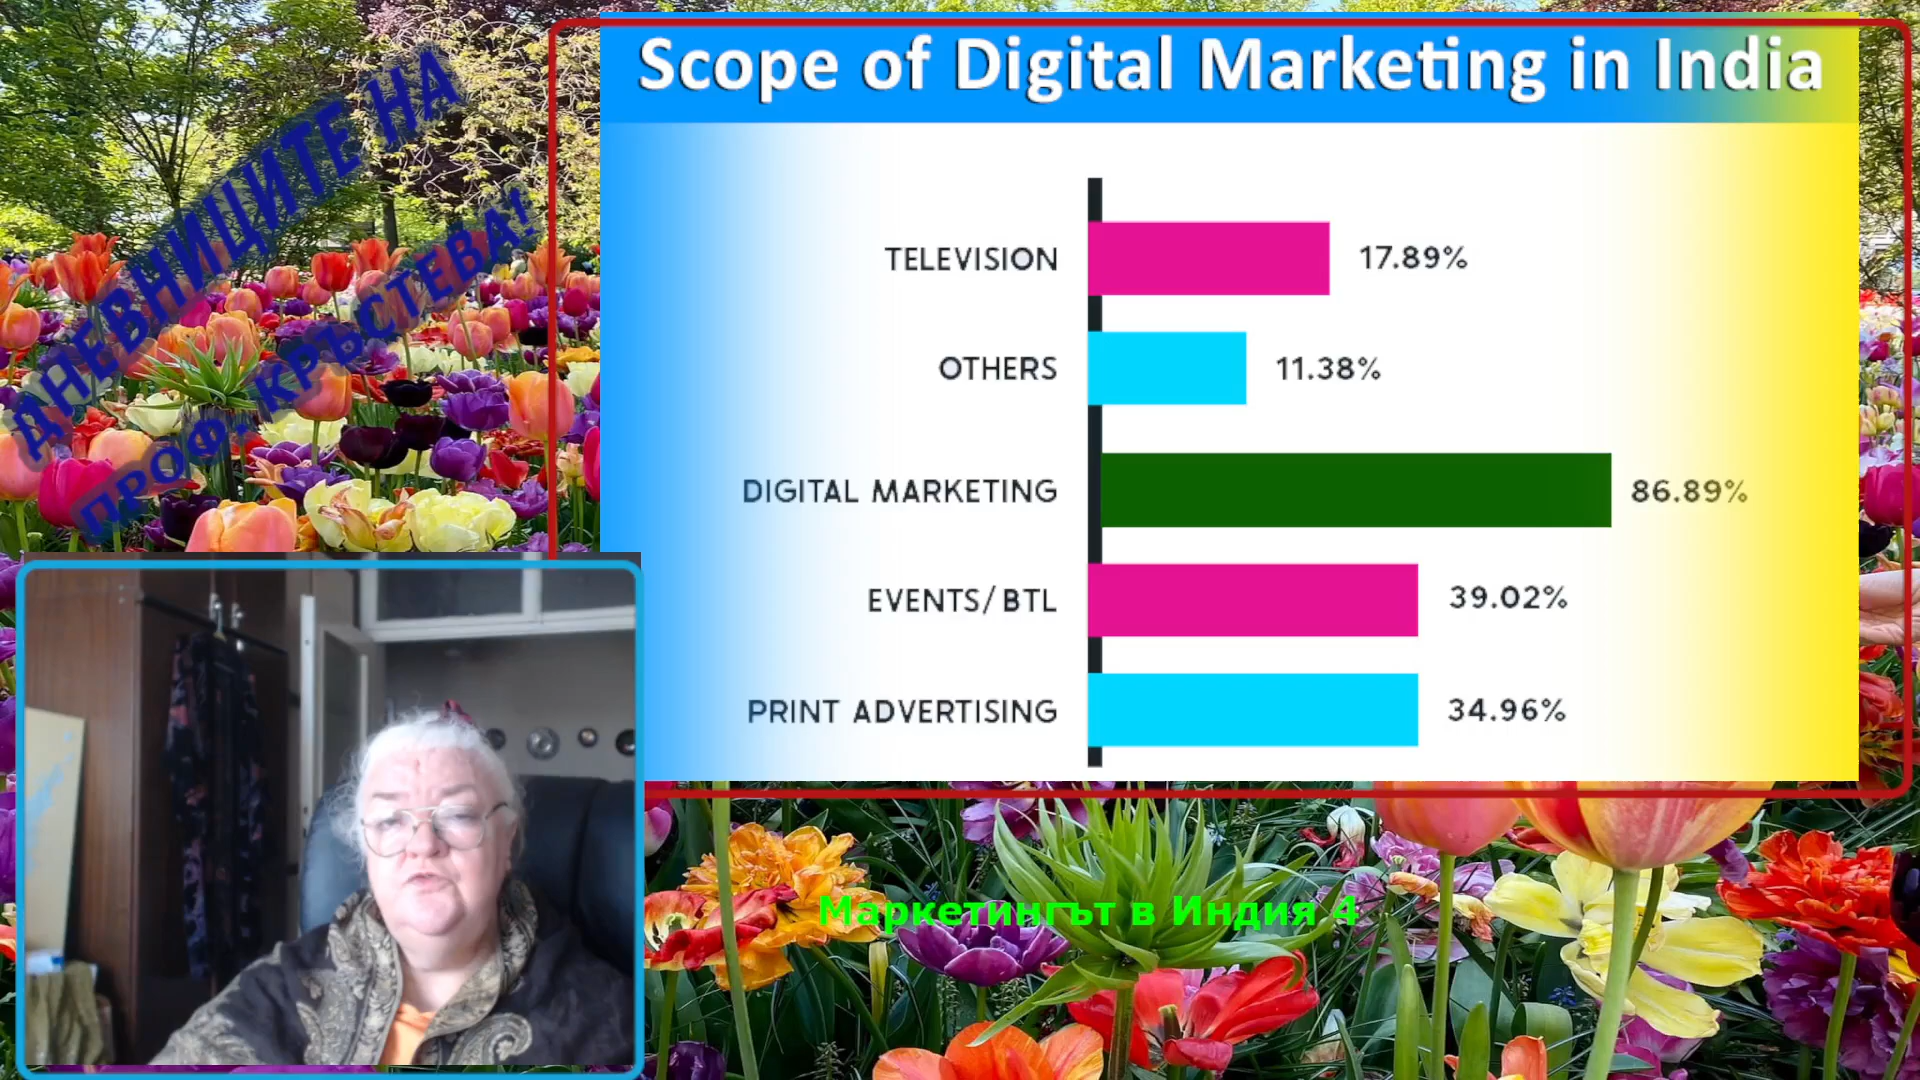 ДНЕВНИЦИТЕ НА
ПРОФ. КРЪСТЕВА!
Scope of Digital Marketing in India
TELEVISION 17.89%
OTHERS 11.38%
DIGITAL MARKETING 86.89%
EVENTS/BTL 39.02%
PRINT ADVERTISING 34.96%
Маркетингът в Индия 4